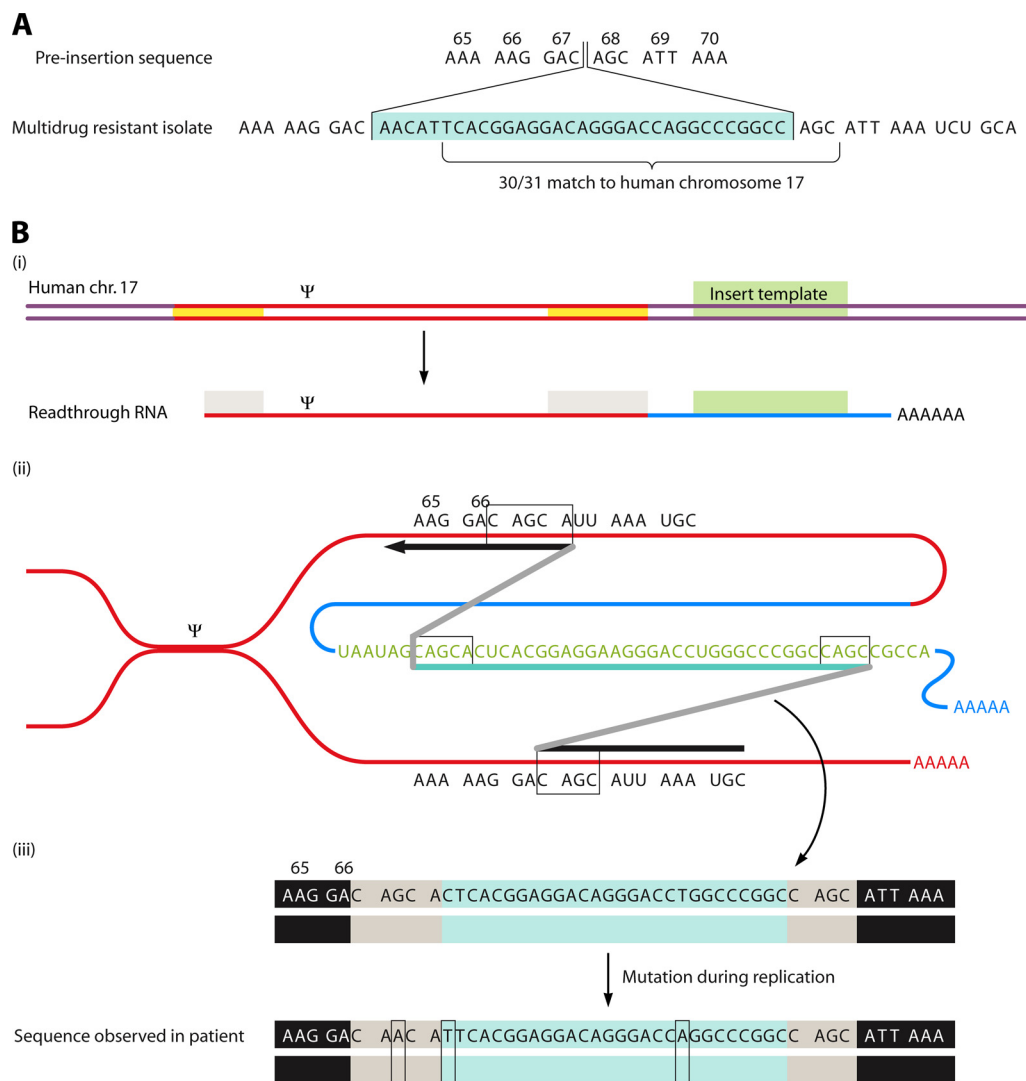 A
65 66 67 68 69 70
Pre-insertion sequence AAA AAG GAC AGC ATT AAA
Multidrug resistant isolate AAA AAG GAC AACATTCACGGAGGACAGGGACCAGGCCCGGCC AGC ATT AAA UCU GCA
30/31 match to human chromosome 17
B
(i)
Human chr. 17 Ψ Insert template
Readthrough RNA Ψ AAAAAA
(ii)
65 66
AAG GAC AGC AUU AAA UGC
Ψ
UAAUAGCAGCACUCACGGAGGAAGGGACCUGGGCCCGGCCAGCCGCCA
AAAAA
AAAAA
AAA AAG GAC AGC AUU AAA UGC
(iii)
65 66
AAG GAC AGC ACTCACGGAGGACAGGGACCTGGCCCGGCC AGC ATT AAA
Mutation during replication
Sequence observed in patient AAG GAC AAC ATTCACGGAGGACAGGGACCAGGCCCGGCC AGC ATT AAA